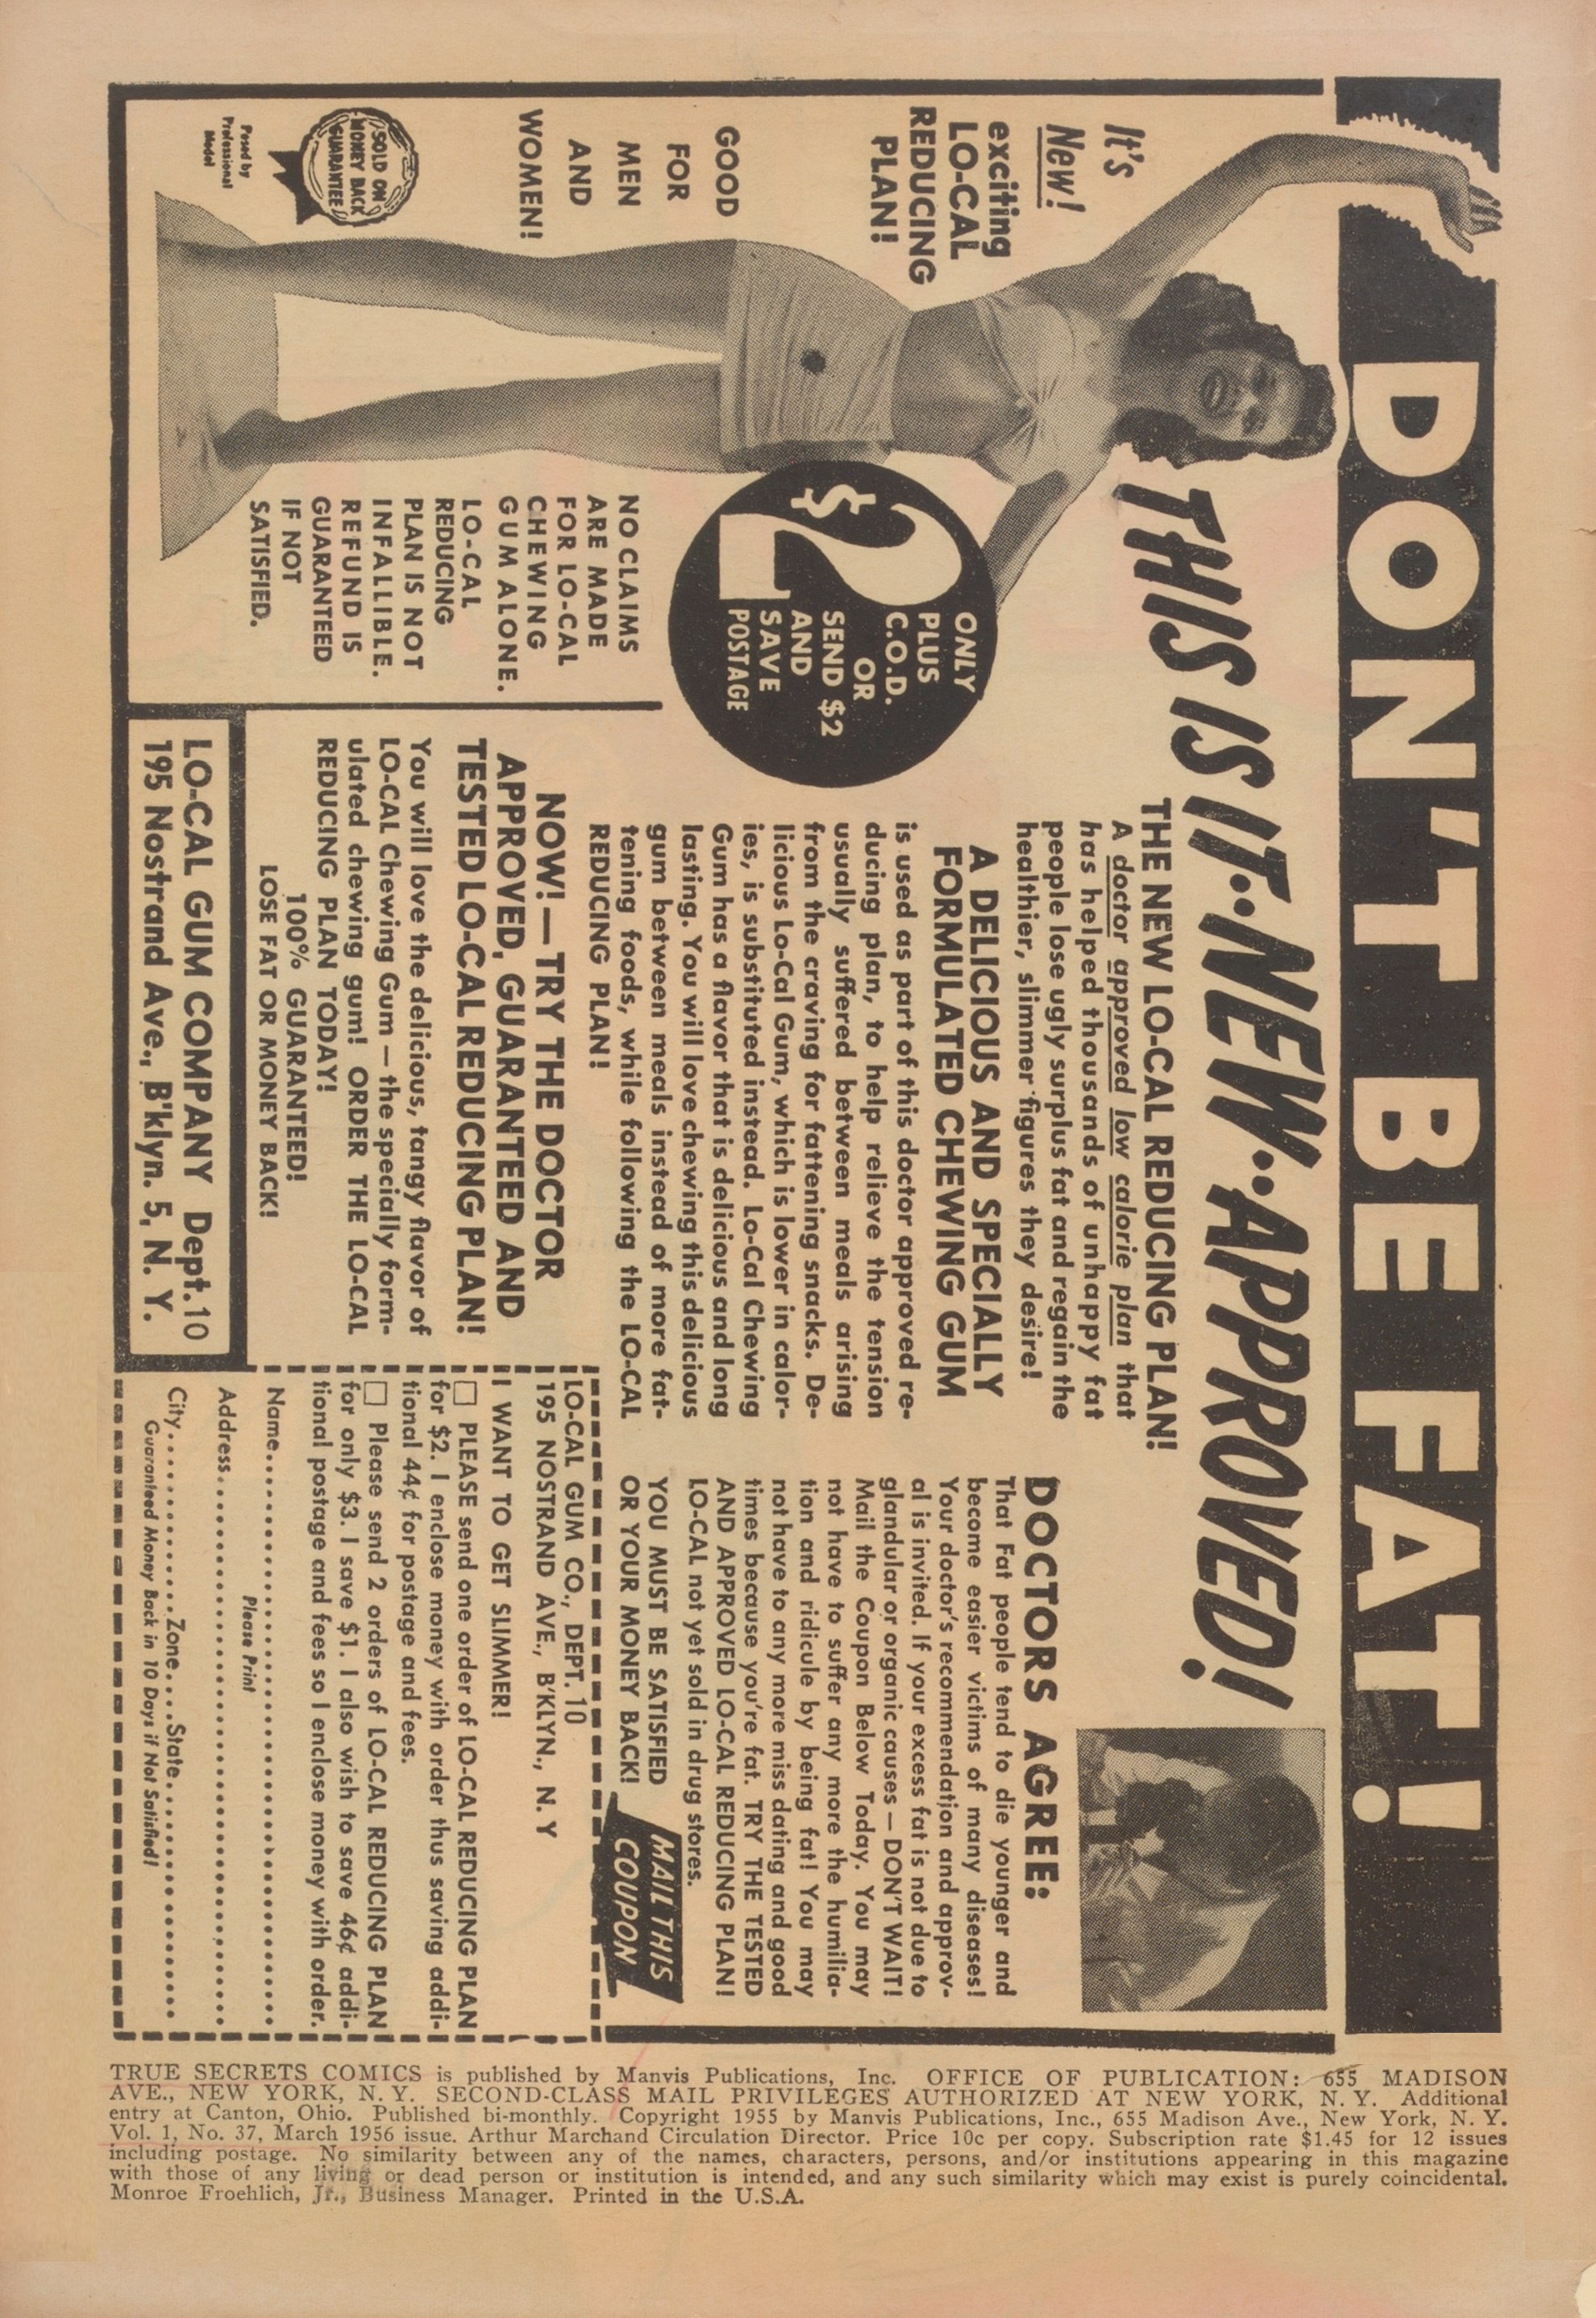 DON'T BE FAT!
It's
New!
exciting
LO-CAL
REDUCING
PLAN!
GOOD
FOR
MEN
AND
WOMEN!
SOLD ON
MONEY BACK
GUARANTEE
Posed by
Professional
Model
THIS IS IT··NEW··APPROVED!
ONLY
$2
PLUS
C.O.D.
OR
SEND $2
AND
SAVE
POSTAGE
NO CLAIMS
ARE MADE
FOR LO-CAL
CHEWING
GUM ALONE.
LO-CAL
REDUCING
PLAN IS NOT
INFALLIBLE.
REFUND IS
GUARANTEED
IF NOT
SATISFIED.
THE NEW LO-CAL REDUCING PLAN!
A doctor approved low calorie plan that
has helped thousands of unhappy fat
people lose ugly surplus fat and regain the
healthier, slimmer figures they desire!
A DELICIOUS AND SPECIALLY
FORMULATED CHEWING GUM
is used as part of this doctor approved re-
ducing plan, to help relieve the tension
usually suffered between meals arising
from the craving for fattening snacks. De-
licious Lo-Cal Gum, which is lower in calor-
ies, is substituted instead. Lo-Cal Chewing
Gum has a flavor that is delicious and long
lasting. You will love chewing this delicious
gum between meals instead of more fat-
tening foods, while following the LO-CAL
REDUCING PLAN!
NOW!—TRY THE DOCTOR
APPROVED, GUARANTEED AND
TESTED LO-CAL REDUCING PLAN!
You will love the delicious, tangy flavor of
LO-CAL Chewing Gum — the specially form-
ulated chewing gum! ORDER THE LO-CAL
REDUCING PLAN TODAY!
100% GUARANTEED!
LOSE FAT OR MONEY BACK!
LO-CAL GUM COMPANY Dept.10
195 Nostrand Ave., B'klyn. 5, N. Y.
DOCTORS AGREE:
That Fat people tend to die younger and
become easier victims of many diseases!
Your doctor's recommendation and approv-
al is invited. If your excess fat is not due to
glandular or organic causes — DON'T WAIT!
Mail the Coupon Below Today. You may
not have to suffer any more the humilia-
tion and ridicule by being fat! You may
not have to any more miss dating and good
times because you're fat. TRY THE TESTED
AND APPROVED LO-CAL REDUCING PLAN!
LO-CAL not yet sold in drug stores.
YOU MUST BE SATISFIED
OR YOUR MONEY BACK!
MAIL THIS
COUPON
LO-CAL GUM CO., DEPT. 10
195 NOSTRAND AVE., B'KLYN., N. Y
I WANT TO GET SLIMMER!
☐ PLEASE send one order of LO-CAL REDUCING PLAN
for $2. I enclose money with order thus saving addi-
tional 44¢ for postage and fees.
☐ Please send 2 orders of LO-CAL REDUCING PLAN
for only $3. I save $1. I also wish to save 46¢ addi-
tional postage and fees so I enclose money with order.
Name
Please Print
Address
City Zone State
Guaranteed Money Back in 10 Days if Not Satisfied!
TRUE SECRETS COMICS is published by Manvis Publications, Inc. OFFICE OF PUBLICATION: 655 MADISON
AVE., NEW YORK, N. Y. SECOND-CLASS MAIL PRIVILEGES AUTHORIZED AT NEW YORK, N. Y. Additional
entry at Canton, Ohio. Published bi-monthly. Copyright 1955 by Manvis Publications, Inc., 655 Madison Ave., New York, N. Y.
Vol. 1, No. 37, March 1956 issue. Arthur Marchand Circulation Director. Price 10c per copy. Subscription rate $1.45 for 12 issues
including postage. No similarity between any of the names, characters, persons, and/or institutions appearing in this magazine
with those of any living or dead person or institution is intended, and any such similarity which may exist is purely coincidental.
Monroe Froehlich, Jr., Business Manager. Printed in the U.S.A.